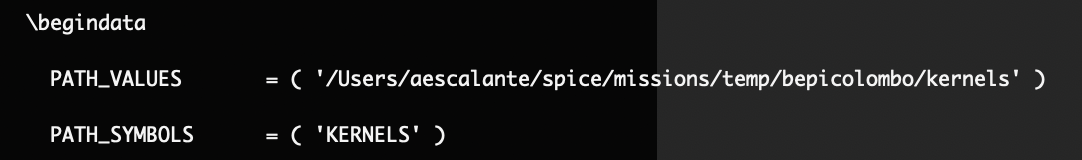 \begindata
PATH_VALUES = ( '/Users/aescalante/spice/missions/temp/bepicolombo/kernels' )
PATH_SYMBOLS = ( 'KERNELS' )